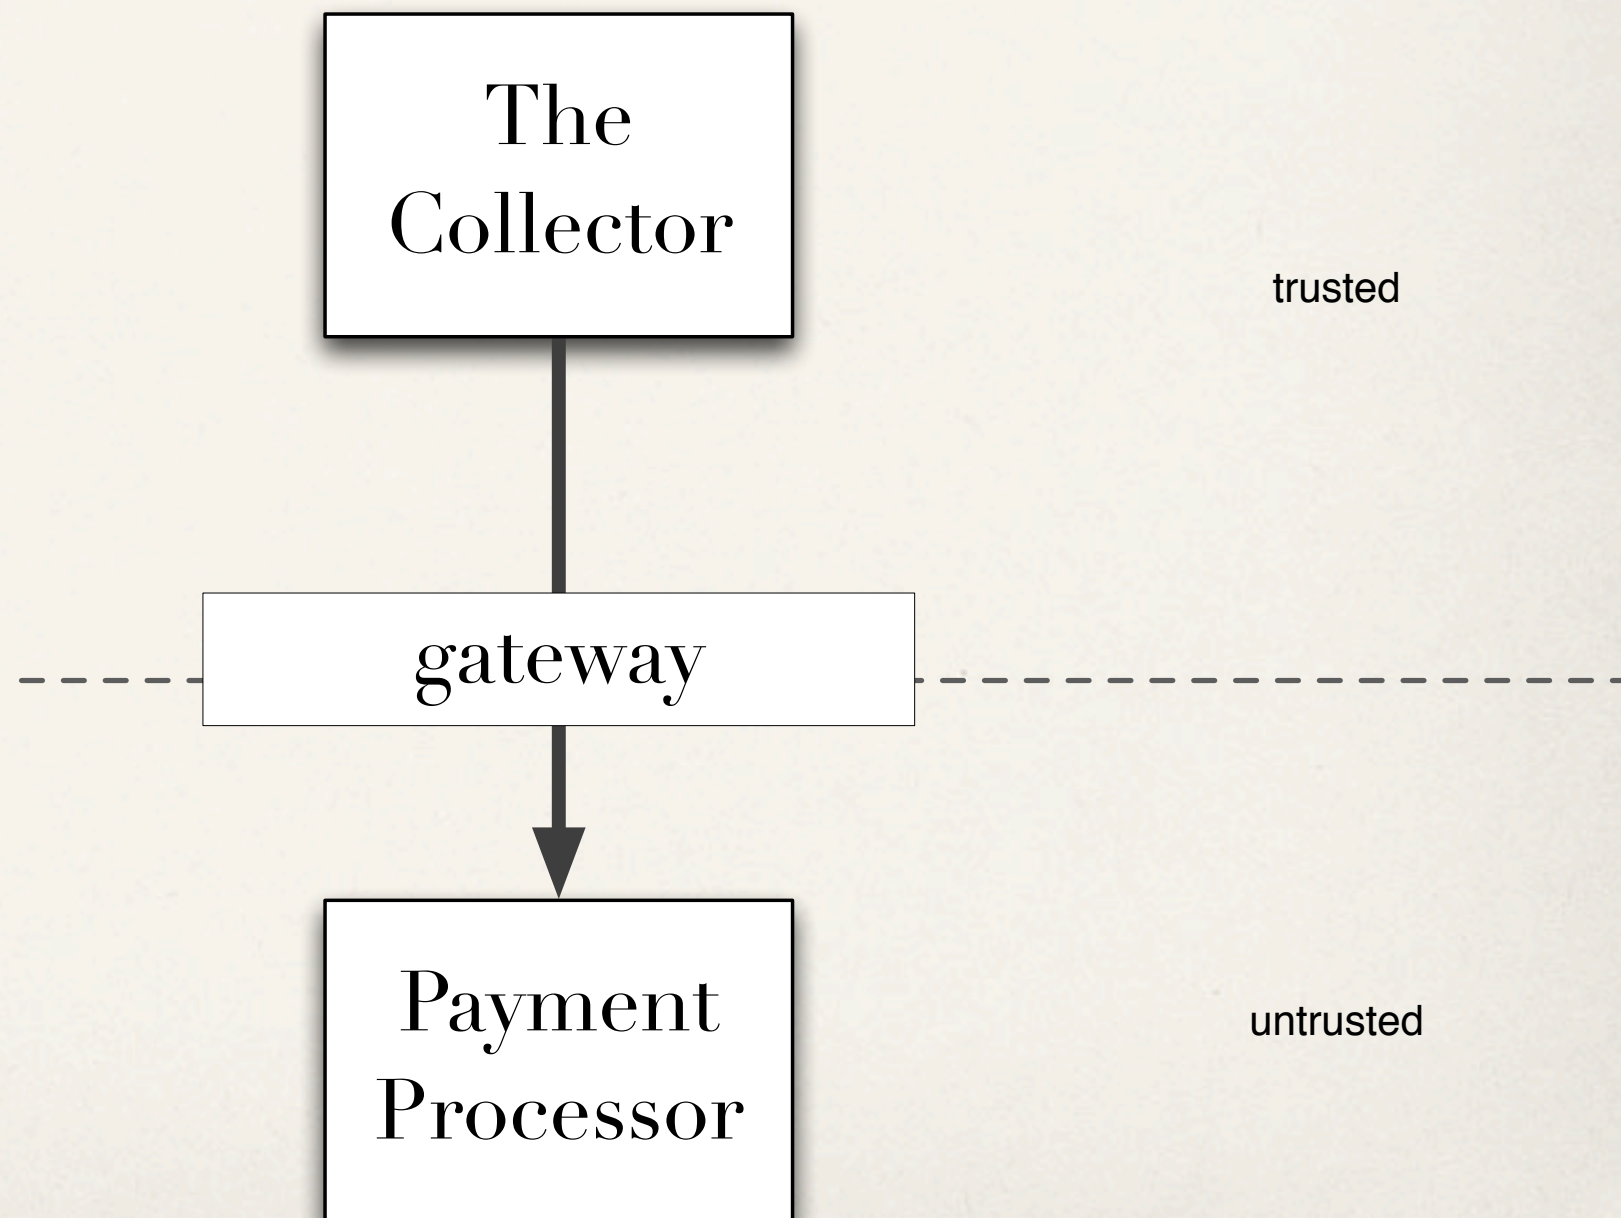 The
Collector
trusted
gateway
Payment
Processor
untrusted